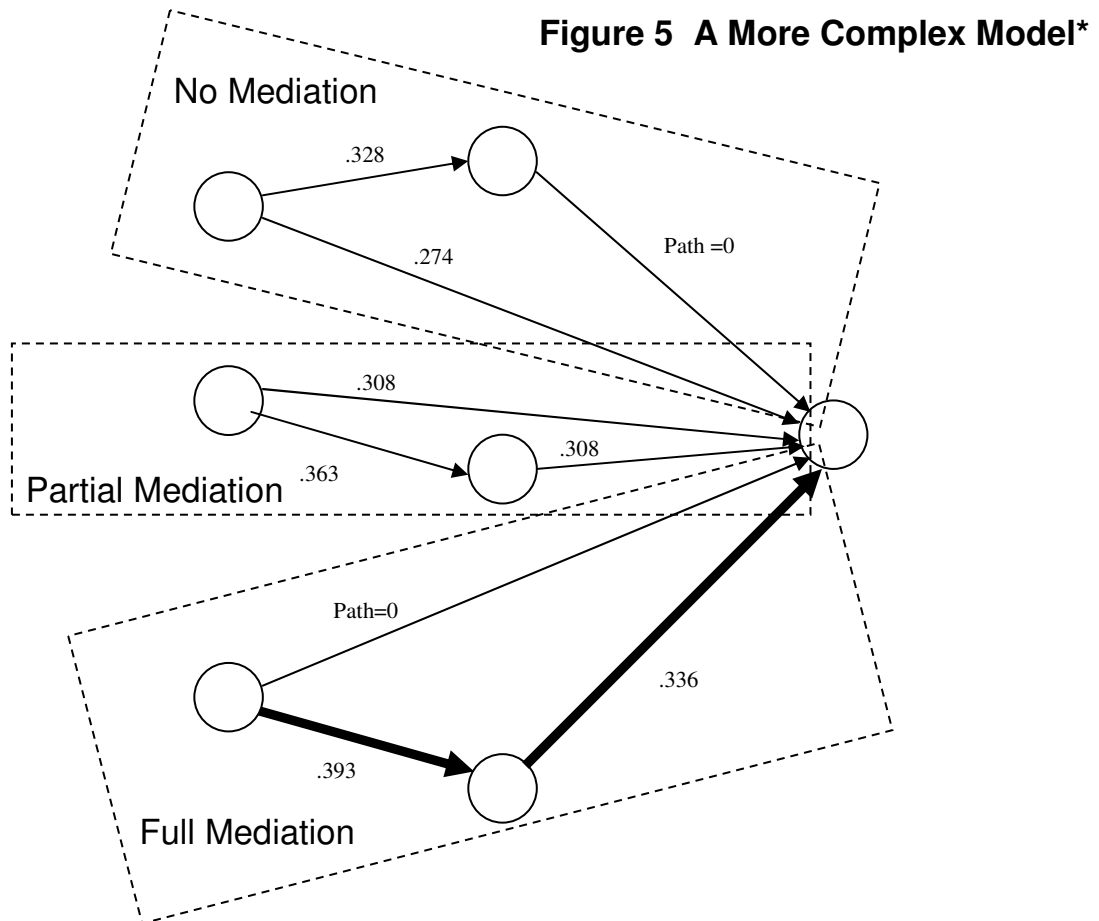 Figure 5 A More Complex Model*
No Mediation
.328
.274
Path =0
.308
.363
.308
Partial Mediation
Path=0
.336
.393
Full Mediation